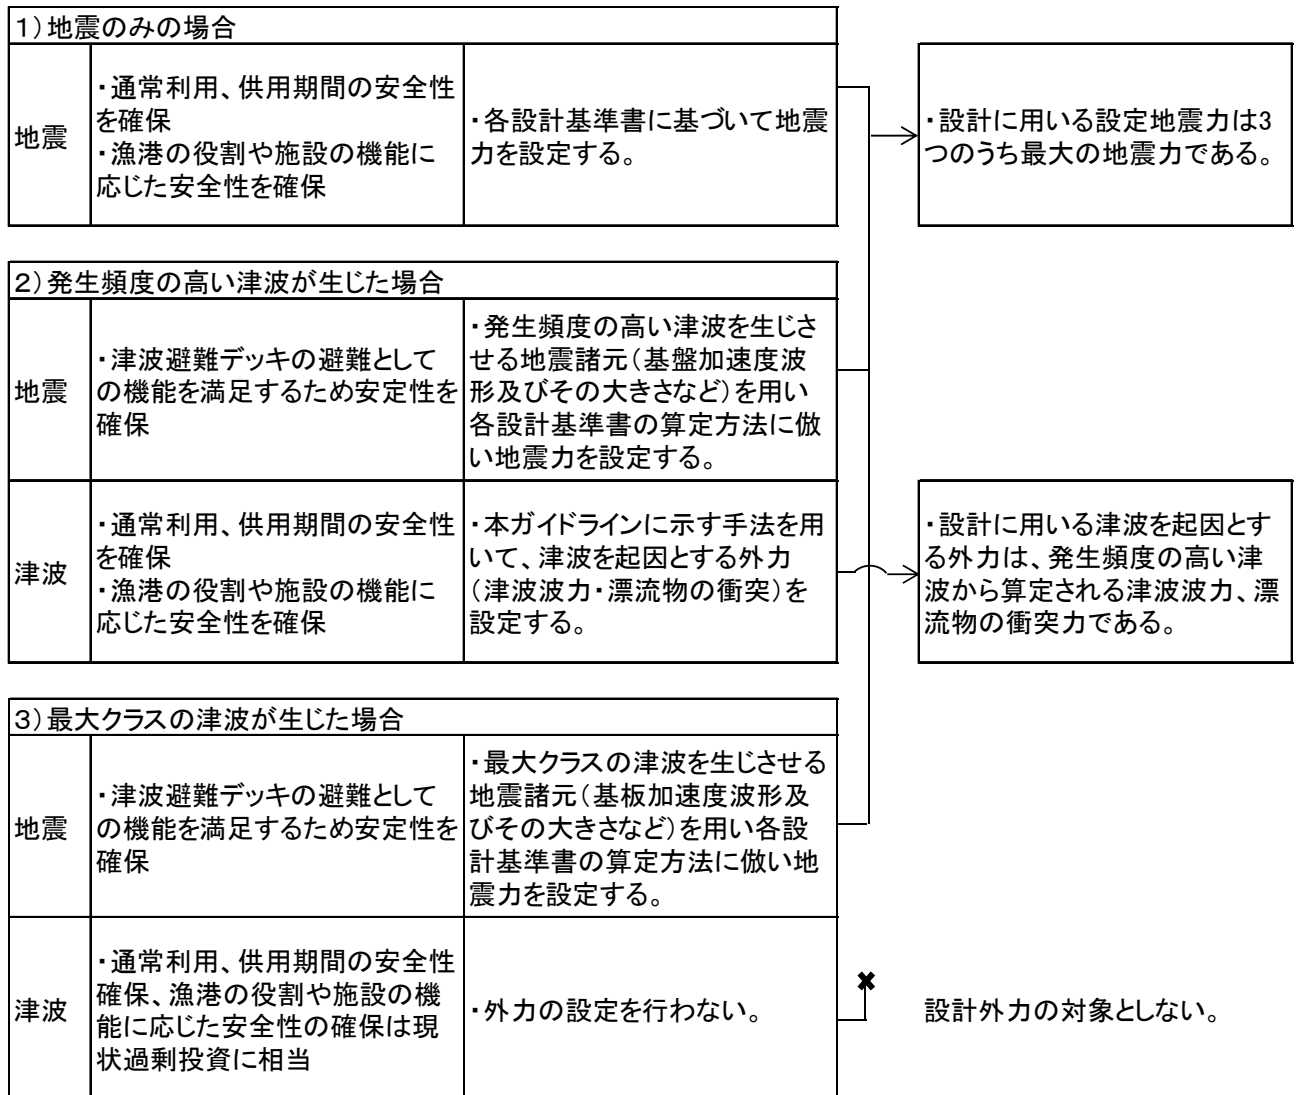 1）地震のみの場合
地震
・通常利用、供用期間の安全性
を確保
・漁港の役割や施設の機能に
応じた安全性を確保
・各設計基準書に基づいて地震
力を設定する。
・設計に用いる設定地震力は3
つのうち最大の地震力である。
2）発生頻度の高い津波が生じた場合
地震
・津波避難デッキの避難として
の機能を満足するため安定性を
確保
・発生頻度の高い津波を生じさ
せる地震諸元（基盤加速度波
形及びその大きさなど）を用い
各設計基準書の算定方法に倣
い地震力を設定する。
津波
・通常利用、供用期間の安全性
を確保
・漁港の役割や施設の機能に
応じた安全性を確保
・本ガイドラインに示す手法を用
いて、津波を起因とする外力
（津波波力・漂流物の衝突）を
設定する。
・設計に用いる津波を起因とす
る外力は、発生頻度の高い津
波から算定される津波波力、漂
流物の衝突力である。
3）最大クラスの津波が生じた場合
地震
・津波避難デッキの避難として
の機能を満足するため安定性を
確保
・最大クラスの津波を生じさせる
地震諸元（基板加速度波形及
びその大きさなど）を用い各設
計基準書の算定方法に倣い地
震力を設定する。
津波
・通常利用、供用期間の安全性
確保、漁港の役割や施設の機
能に応じた安全性の確保は現
状過剰投資に相当
・外力の設定を行わない。
設計外力の対象としない。